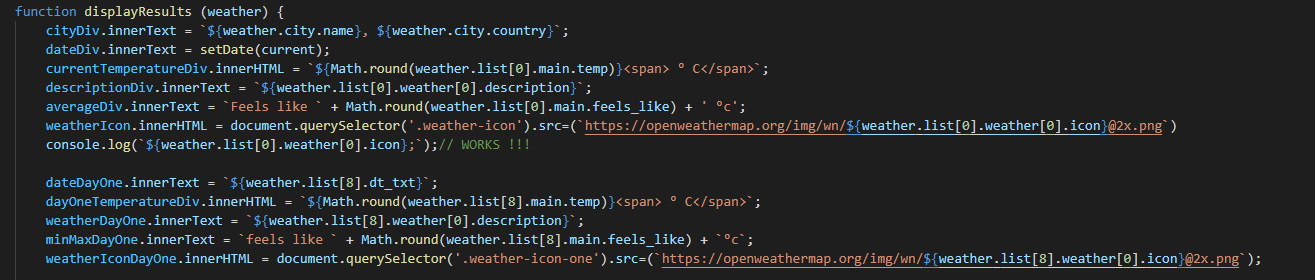 function displayResults (weather) {
    cityDiv.innerText = `${weather.city.name}, ${weather.city.country}`;
    dateDiv.innerText = setDate(current);
    currentTemperatureDiv.innerHTML = `${Math.round(weather.list[0].main.temp)}<span> ° C</span>`;
    descriptionDiv.innerText = `${weather.list[0].weather[0].description}`;
    averageDiv.innerText = `Feels like ` + Math.round(weather.list[0].main.feels_like) + ' °c';
    weatherIcon.innerHTML = document.querySelector('.weather-icon').src=(`https://openweathermap.org/img/wn/${weather.list[0].weather[0].icon}@2x.png`)
    console.log(`${weather.list[0].weather[0].icon};`);// WORKS !!!
    dateDayOne.innerText = `${weather.list[8].dt_txt}`;
    dayOneTemperatureDiv.innerHTML = `${Math.round(weather.list[8].main.temp)}<span> ° C</span>`;
    weatherDayOne.innerText = `${weather.list[8].weather[0].description}`;
    minMaxDayOne.innerText = `feels like ` + Math.round(weather.list[8].main.feels_like) + `°c`;
    weatherIconDayOne.innerHTML = document.querySelector('.weather-icon-one').src=(`https://openweathermap.org/img/wn/${weather.list[8].weather[0].icon}@2x.png`);